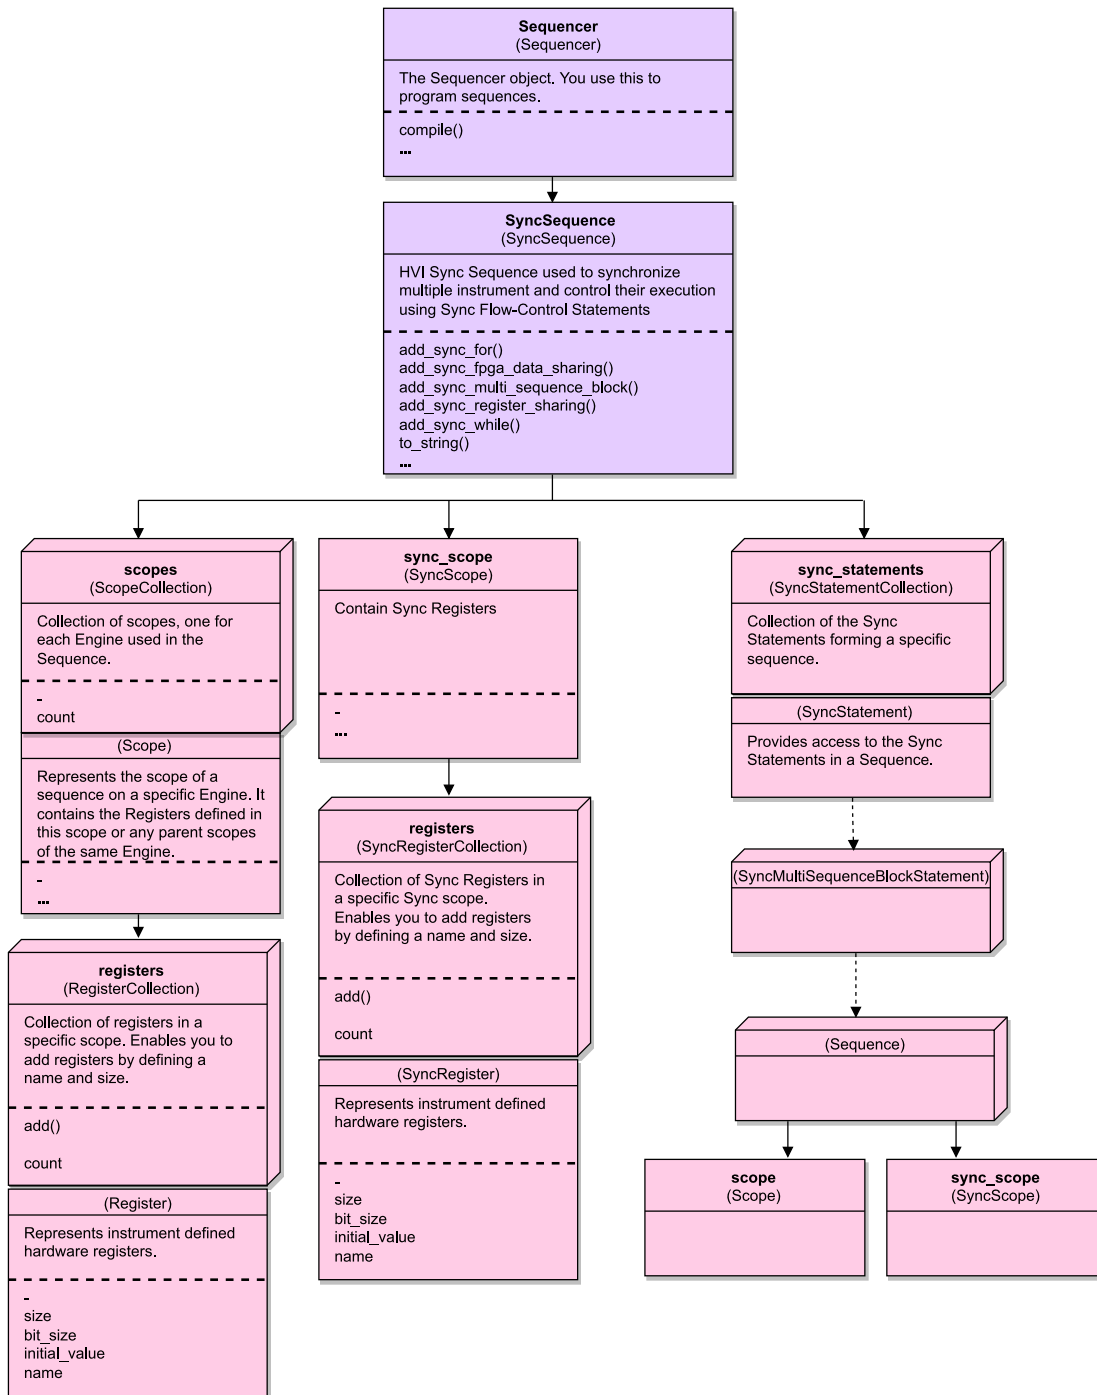 Sequencer
(Sequencer)
The Sequencer object. You use this to
program sequences.
compile()
...
SyncSequence
(SyncSequence)
HVI Sync Sequence used to synchronize
multiple instrument and control their execution
using Sync Flow-Control Statements
add_sync_for()
add_sync_fpga_data_sharing()
add_sync_multi_sequence_block()
add_sync_register_sharing()
add_sync_while()
to_string()
...
scopes
(ScopeCollection)
Collection of scopes, one for
each Engine used in the
Sequence.
-
count
(Scope)
Represents the scope of a
sequence on a specific Engine. It
contains the Registers defined in
this scope or any parent scopes
of the same Engine.
-
...
registers
(RegisterCollection)
Collection of registers in a
specific scope. Enables you to
add registers by defining a
name and size.
add()
count
(Register)
Represents instrument defined
hardware registers.
-
size
bit_size
initial_value
name
sync_scope
(SyncScope)
Contain Sync Registers
-
...
registers
(SyncRegisterCollection)
Collection of Sync Registers in
a specific Sync scope.
Enables you to add registers
by defining a name and size.
add()
count
(SyncRegister)
Represents instrument defined
hardware registers.
-
size
bit_size
initial_value
name
sync_statements
(SyncStatementCollection)
Collection of the Sync
Statements forming a specific
sequence.
(SyncStatement)
Provides access to the Sync
Statements in a Sequence.
(SyncMultiSequenceBlockStatement)
(Sequence)
scope
(Scope)
sync_scope
(SyncScope)